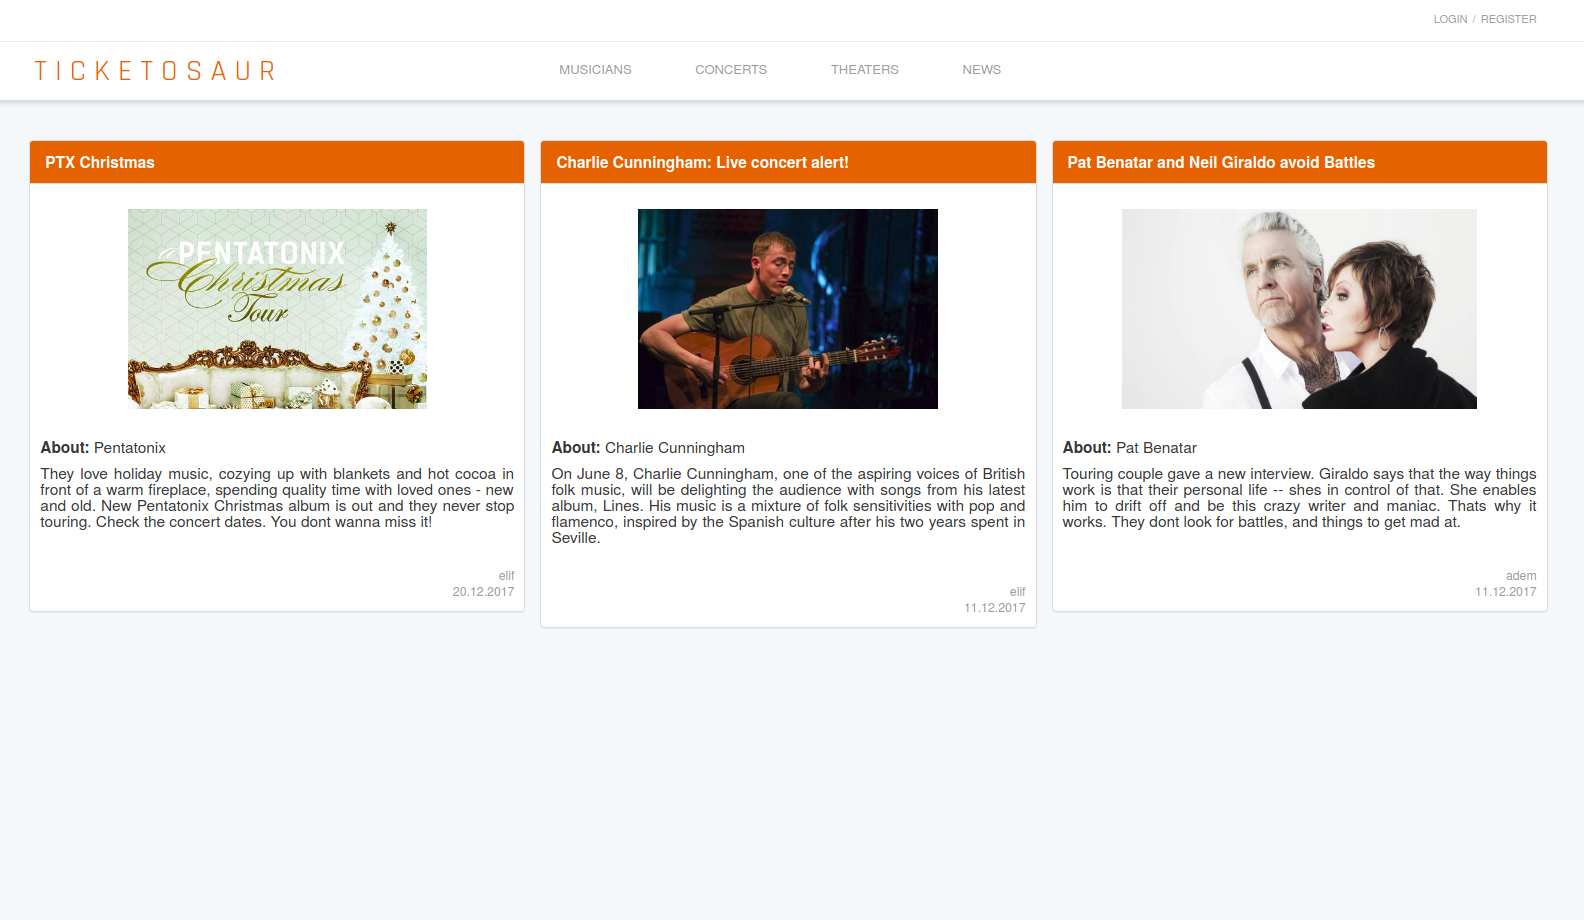 LOGIN / REGISTER
TICKETOSAUR
MUSICIANS CONCERTS THEATERS NEWS
PTX Christmas
a PENTATONIX
Christmas
Tour
About: Pentatonix
They love holiday music, cozying up with blankets and hot cocoa in
front of a warm fireplace, spending quality time with loved ones - new
and old. New Pentatonix Christmas album is out and they never stop
touring. Check the concert dates. You dont wanna miss it!
elif
20.12.2017
Charlie Cunningham: Live concert alert!
About: Charlie Cunningham
On June 8, Charlie Cunningham, one of the aspiring voices of British
folk music, will be delighting the audience with songs from his latest
album, Lines. His music is a mixture of folk sensitivities with pop and
flamenco, inspired by the Spanish culture after his two years spent in
Seville.
elif
11.12.2017
Pat Benatar and Neil Giraldo avoid Battles
About: Pat Benatar
Touring couple gave a new interview. Giraldo says that the way things
work is that their personal life -- shes in control of that. She enables
him to drift off and be this crazy writer and maniac. Thats why it
works. They dont look for battles, and things to get mad at.
adem
11.12.2017